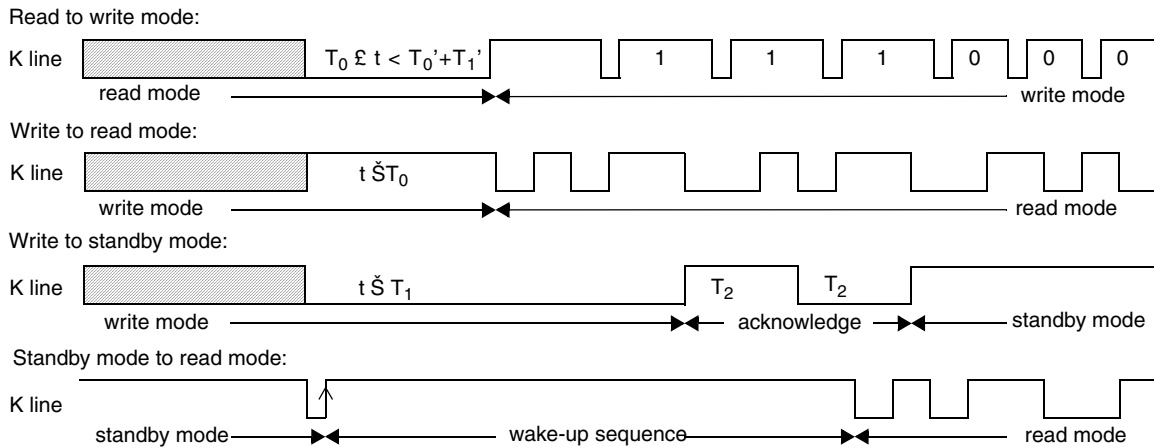 Read to write mode:
K line T₀ £ t < T₀'+T₁' 1 1 1 0 0 0
read mode write mode
Write to read mode:
K line t ŠT₀
write mode read mode
Write to standby mode:
K line t Š T₁ T₂ T₂
write mode acknowledge standby mode
Standby mode to read mode:
K line
standby mode wake-up sequence read mode